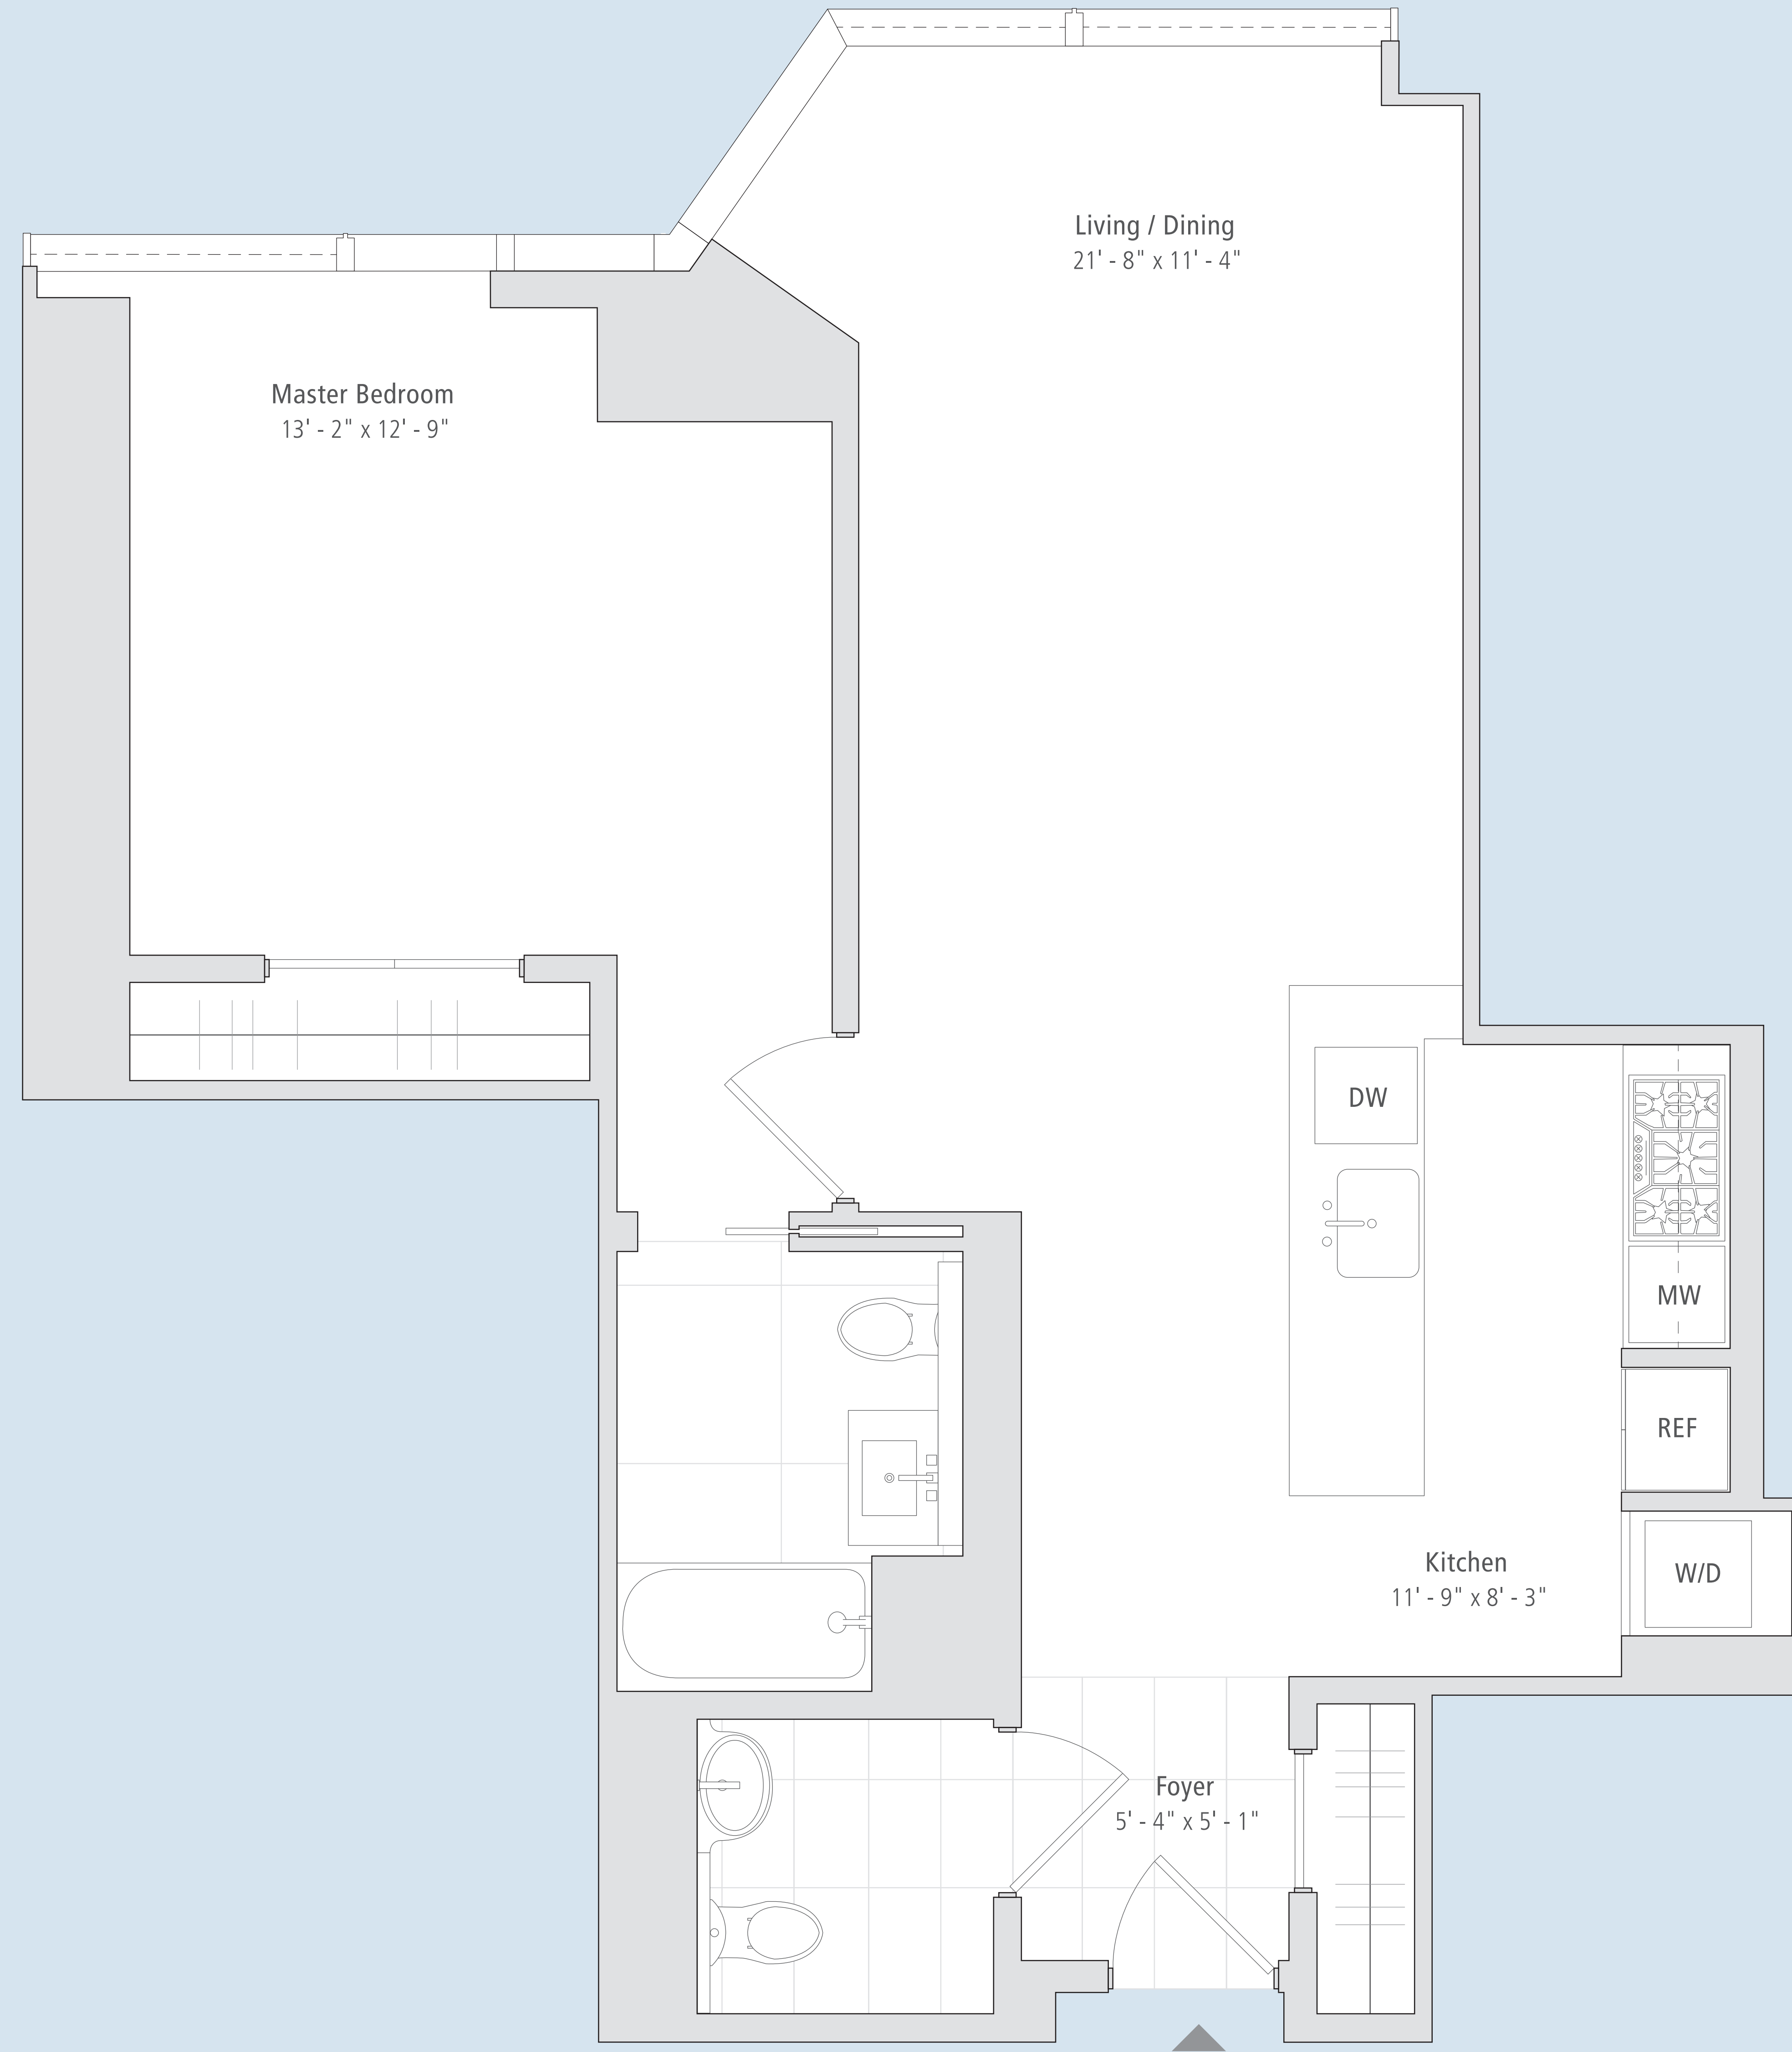 Living / Dining
21' - 8" x 11' - 4"
Master Bedroom
13' - 2" x 12' - 9"
DW
MW
REF
Kitchen
11' - 9" x 8' - 3"
W/D
Foyer
5' - 4" x 5' - 1"